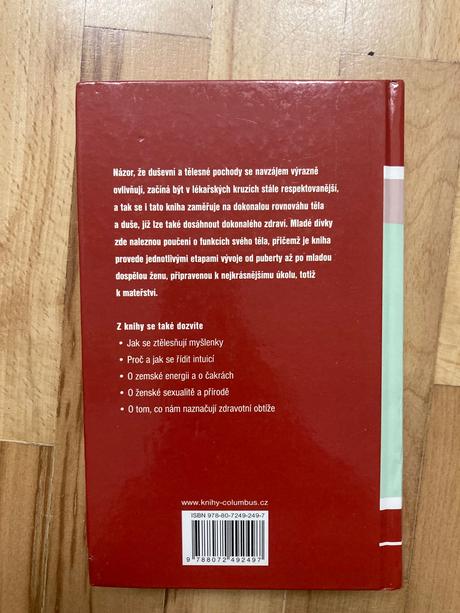 Názor, že duševní a tělesné pochody se navzájem výrazně
ovlivňují, začíná být v lékařských kruzích stále respektovanější,
a tak se i tato kniha zaměřuje na dokonalou rovnováhu těla
a duše, jíž lze také dosáhnout dokonalého zdraví. Mladé dívky
zde naleznou poučení o funkcích svého těla, přičemž je kniha
provede jednotlivými etapami vývoje od puberty až po mladou
dospělou ženu, připravenou k nejkrásnějšímu úkolu, totiž
k mateřství.
Z knihy se také dozvíte
• Jak se ztělesňují myšlenky
• Proč a jak se řídit intuicí
• O zemské energii a o čakrách
• O ženské sexualitě a přírodě
• O tom, co nám naznačují zdravotní obtíže
www.knihy-columbus.cz
ISBN 978-80-7249-249-7
9 788072 492497